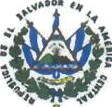 REPUBLICA DE EL SALVADOR EN LA AMERICA CENTRAL